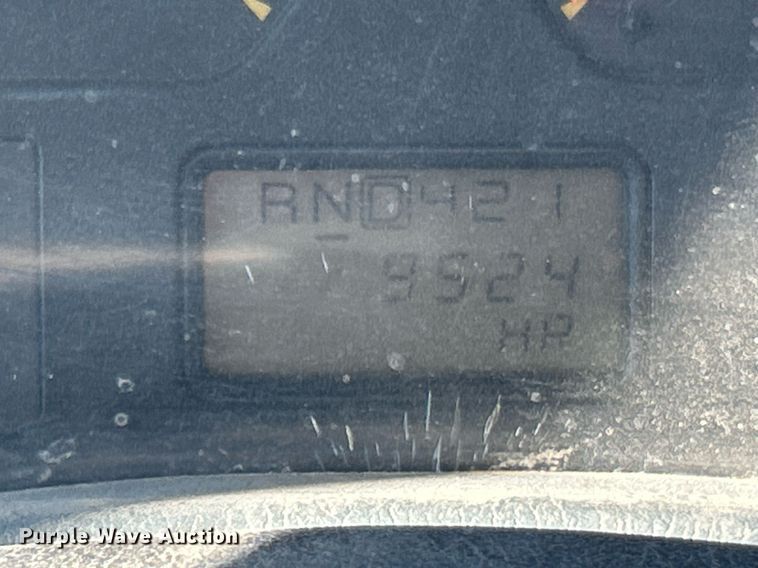 RND421
9924
HR
Purple Wave Auction